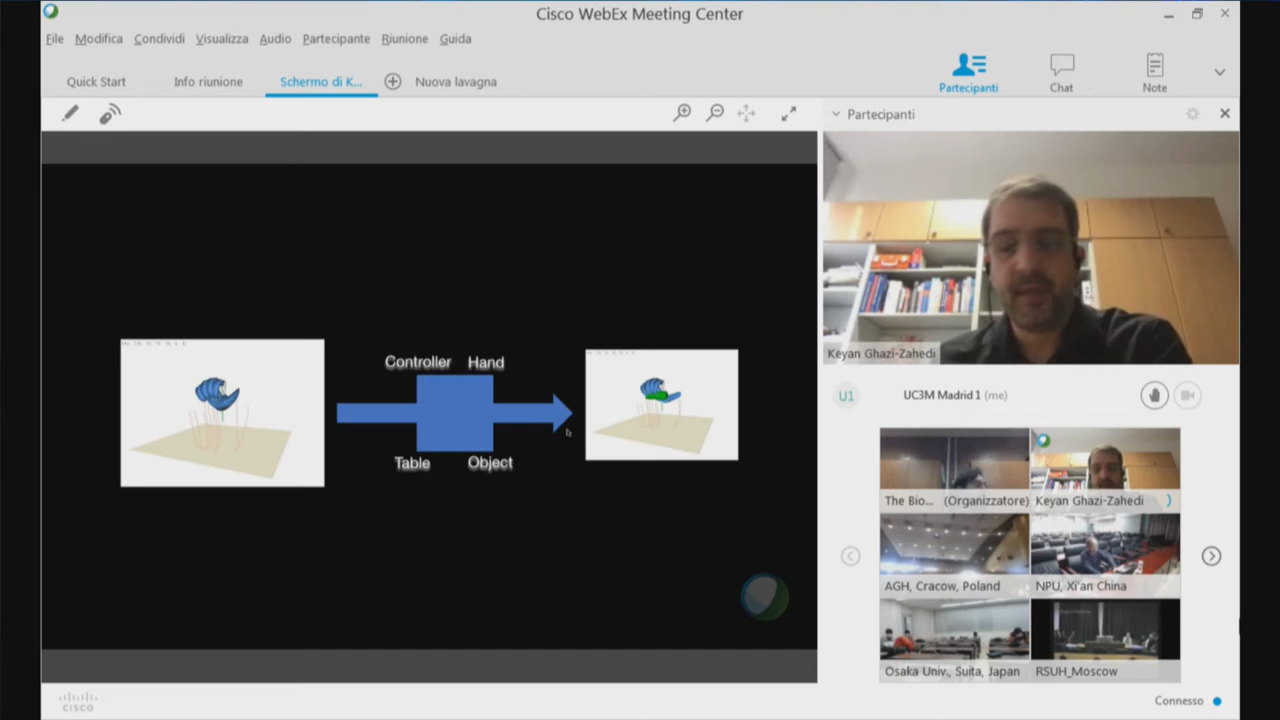 Cisco WebEx Meeting Center
File Modifica Condividi Visualizza Audio Partecipante Riunione Guida
Quick Start Info riunione Schermo di K... Nuova lavagna
Partecipanti Chat Note
Partecipanti
Controller Hand
Table Object
Keyan Ghazi-Zahedi
U1 UC3M Madrid 1 (me)
The Bio... (Organizzatore) Keyan Ghazi-Zahedi
AGH, Cracow, Poland NPU, Xi'an China
Osaka Univ., Suita, Japan RSUH_Moscow
CISCO
Connesso